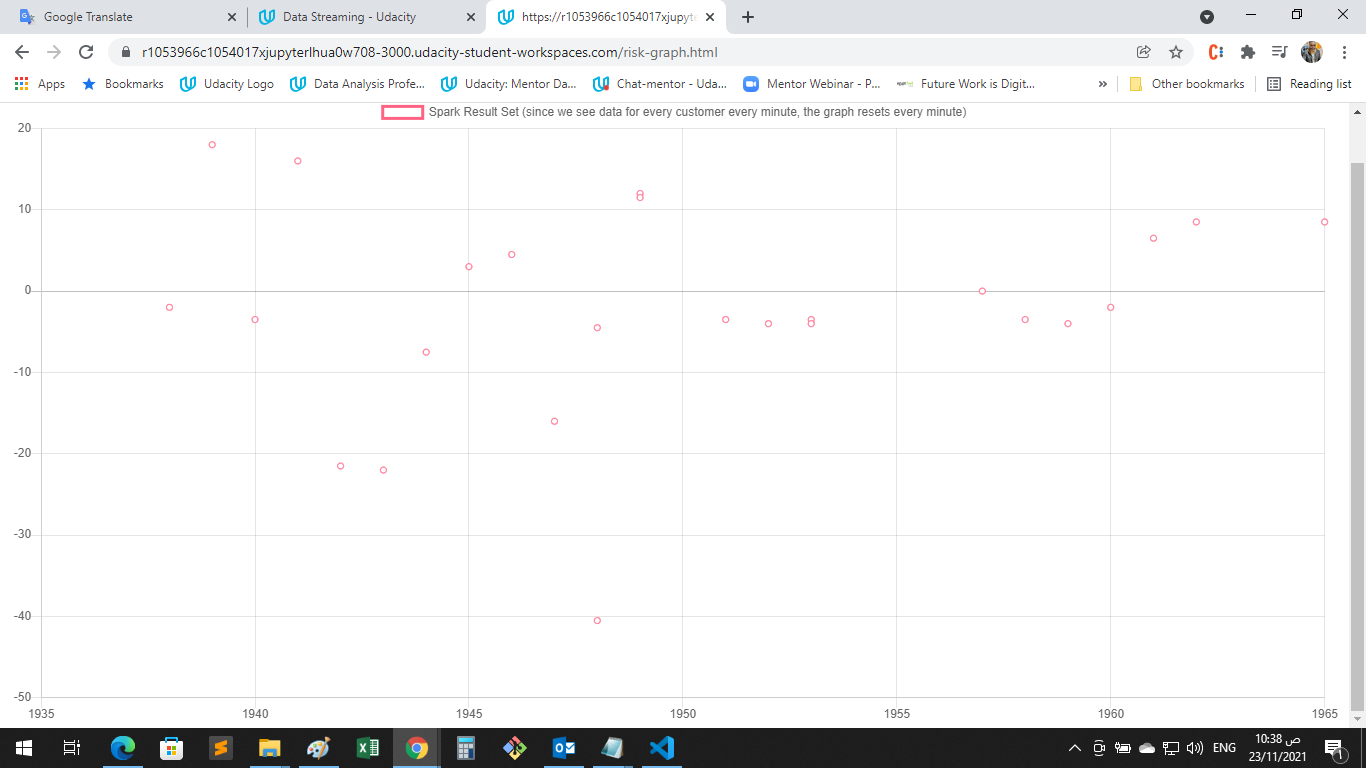 Google Translate
Data Streaming - Udacity
https://r1053966c1054017xjupyte
r1053966c1054017xjupyterlhua0w708-3000.udacity-student-workspaces.com/risk-graph.html
Apps
Bookmarks
Udacity Logo
Data Analysis Profe...
Udacity: Mentor Da...
Chat-mentor - Uda...
Mentor Webinar - P...
Future Work is Digit...
»
Other bookmarks
Reading list
Spark Result Set (since we see data for every customer every minute, the graph resets every minute)
20
10
0
-10
-20
-30
-40
-50
1935
1940
1945
1950
1955
1960
1965
ENG
10:38 ص
23/11/2021
1